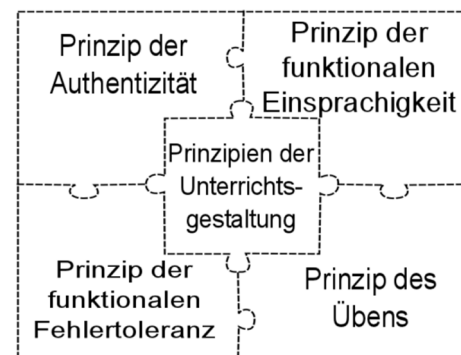 Prinzip der
Authentizität
Prinzip der
funktionalen
Einsprachigkeit
Prinzipien der
Unterrichts-
gestaltung
Prinzip der
funktionalen
Fehlertoleranz
Prinzip des
Übens